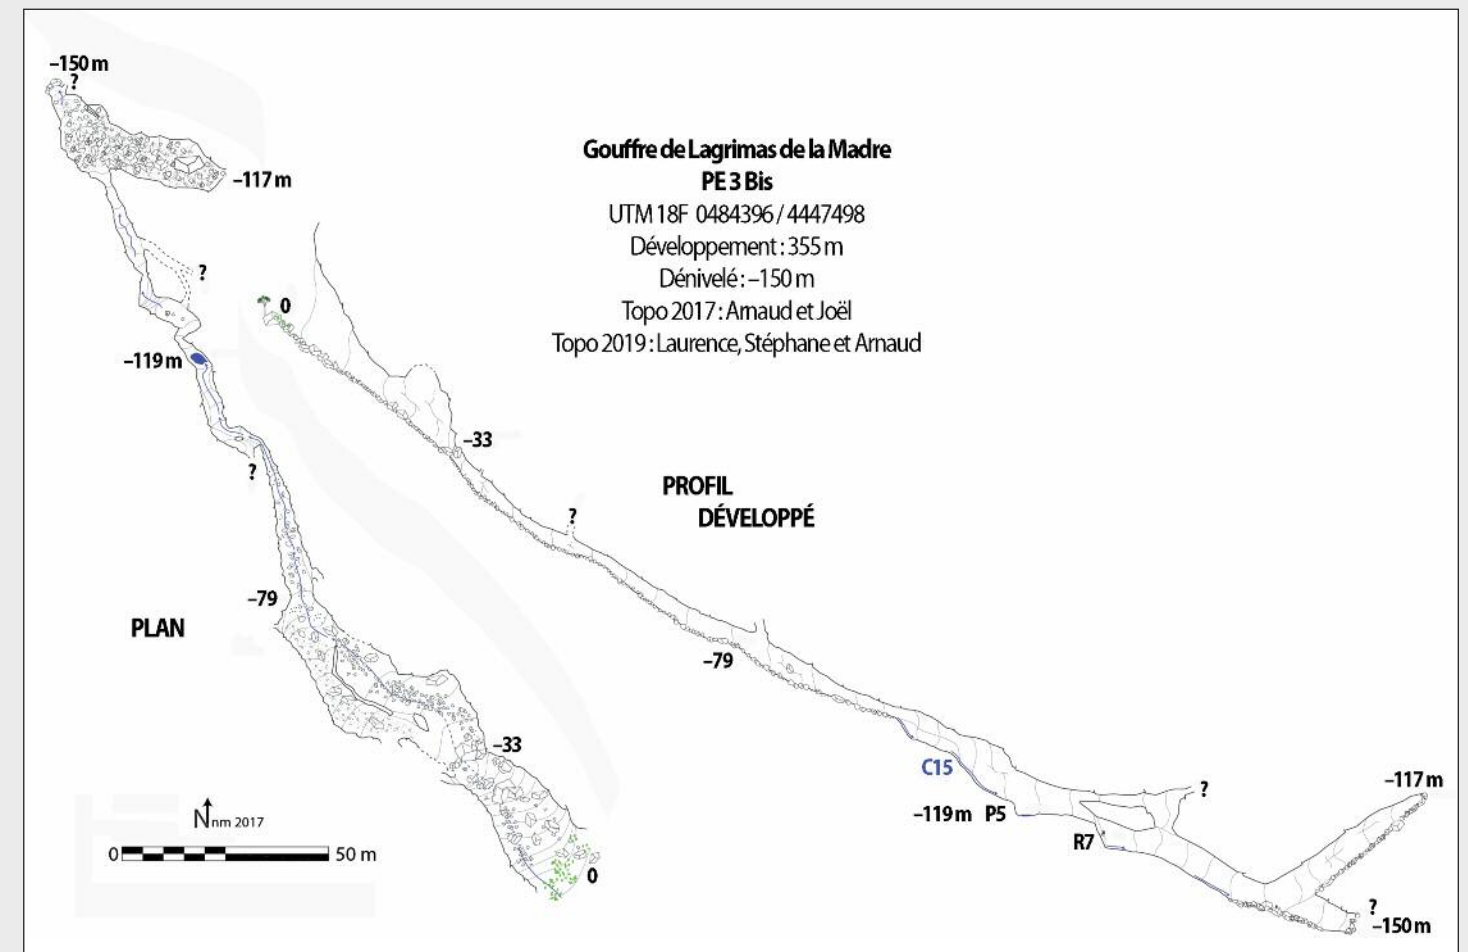 –150 m
?
–117 m
Gouffre de Lagrimas de la Madre
PE 3 Bis
UTM 18F 0484396 / 4447498
Développement : 355 m
Dénivelé : –150 m
Topo 2017 : Arnaud et Joël
Topo 2019 : Laurence, Stéphane et Arnaud
?
0
–119 m
–33
?
PROFIL
DÉVELOPPÉ
?
–79
PLAN
–79
–33
C15
–119 m P5
?
–117 m
R7
N nm 2017
0 50 m
0
?
–150 m